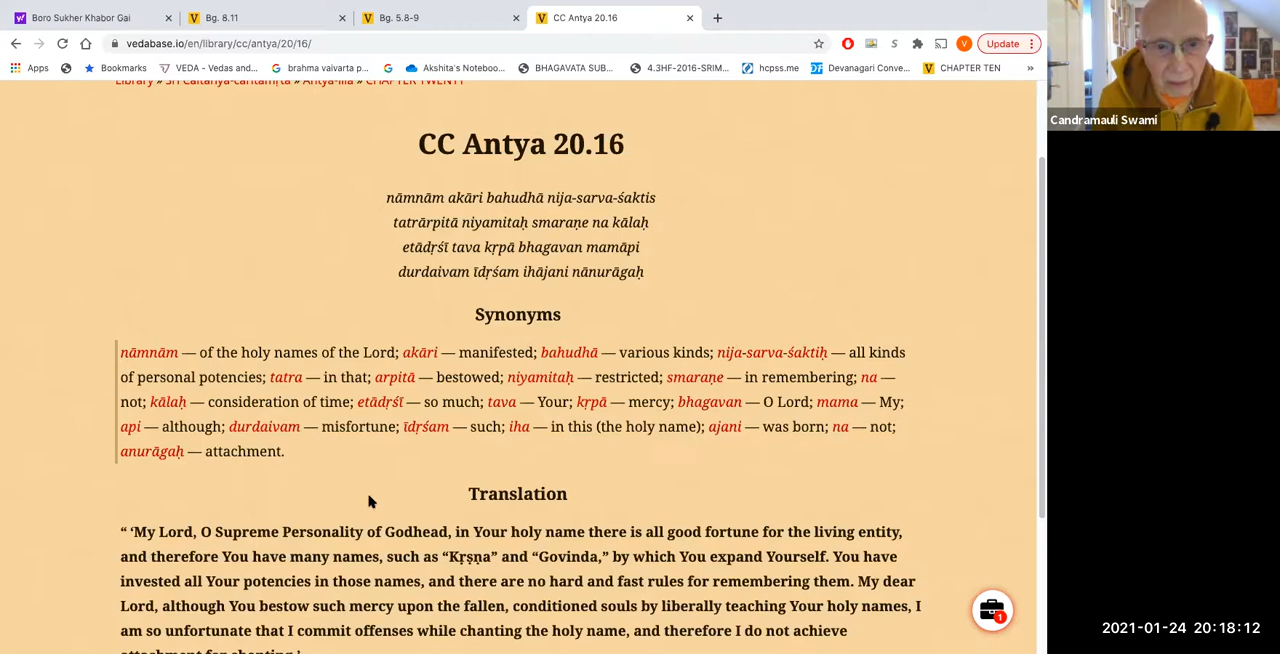 Boro Sukher Khabor Gai
Bg. 8.11
Bg. 5.8-9
CC Antya 20.16
vedabase.io/en/library/cc/antya/20/16/
Update
Apps
Bookmarks
VEDA - Vedas and...
brahma vaivarta p...
Akshita's Noteboo...
BHAGAVATA SUB...
4.3HF-2016-SRIM...
hcpss.me
Devanagari Conve...
CHAPTER TEN
»
Library » Śrī Caitanya-caritāmṛta » Antya-līlā » CHAPTER TWENTY
CC Antya 20.16
nāmnām akāri bahudhā nija-sarva-śaktis
tatrārpitā niyamitaḥ smaraṇe na kālaḥ
etādṛśī tava kṛpā bhagavan mamāpi
durdaivam īdṛśam ihājani nānurāgaḥ
Synonyms
nāmnām — of the holy names of the Lord; akāri — manifested; bahudhā — various kinds; nija-sarva-śaktiḥ — all kinds
of personal potencies; tatra — in that; arpitā — bestowed; niyamitaḥ — restricted; smaraṇe — in remembering; na —
not; kālaḥ — consideration of time; etādṛśī — so much; tava — Your; kṛpā — mercy; bhagavan — O Lord; mama — My;
api — although; durdaivam — misfortune; īdṛśam — such; iha — in this (the holy name); ajani — was born; na — not;
anurāgaḥ — attachment.
Translation
“ ‘My Lord, O Supreme Personality of Godhead, in Your holy name there is all good fortune for the living entity,
and therefore You have many names, such as “Kṛṣṇa” and “Govinda,” by which You expand Yourself. You have
invested all Your potencies in those names, and there are no hard and fast rules for remembering them. My dear
Lord, although You bestow such mercy upon the fallen, conditioned souls by liberally teaching Your holy names, I
am so unfortunate that I commit offenses while chanting the holy name, and therefore I do not achieve
attachment for chanting.’
Candramauli Swami
1
2021-01-24 20:18:12